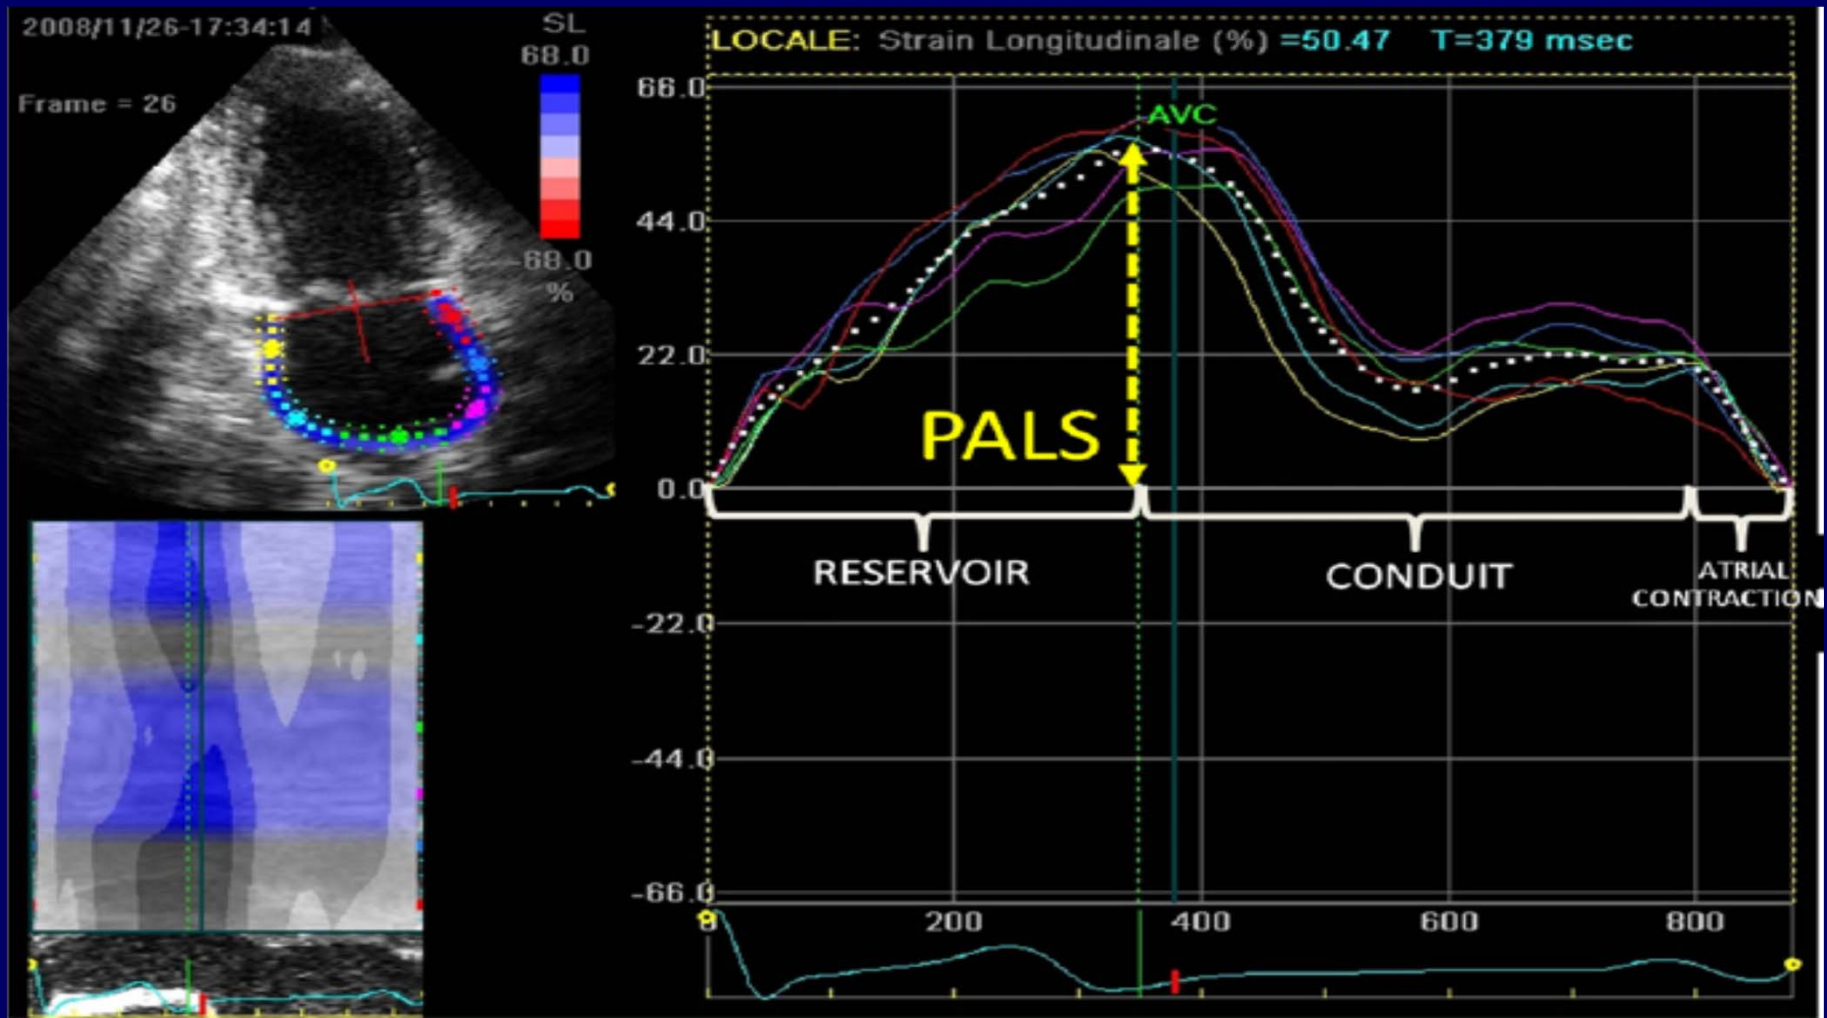 2008/11/26-17:34:14
Frame = 26
SL
68.0
-68.0
%
LOCALE: Strain Longitudinale (%) =50.47 T=379 msec
66.0
AVC
44.0
22.0
PALS
0.0
RESERVOIR
CONDUIT
ATRIAL
CONTRACTION
-22.0
-44.0
-66.0
0 200 400 600 800